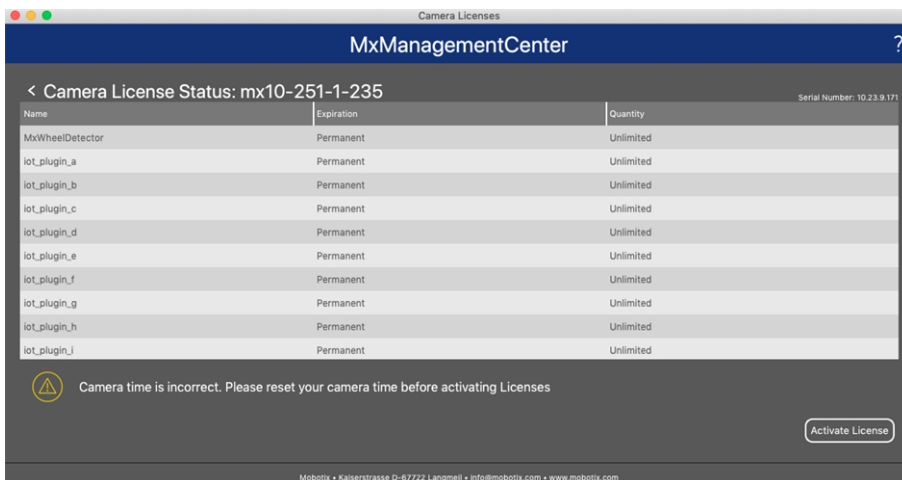 Camera Licenses
MxManagementCenter ?
< Camera License Status: mx10-251-1-235
Serial Number: 10.23.9.171
Name Expiration Quantity
MxWheelDetector Permanent Unlimited
iot_plugin_a Permanent Unlimited
iot_plugin_b Permanent Unlimited
iot_plugin_c Permanent Unlimited
iot_plugin_d Permanent Unlimited
iot_plugin_e Permanent Unlimited
iot_plugin_f Permanent Unlimited
iot_plugin_g Permanent Unlimited
iot_plugin_h Permanent Unlimited
iot_plugin_i Permanent Unlimited
Camera time is incorrect. Please reset your camera time before activating Licenses
Activate License
Mobotix • Kaiserstrasse D-67722 Langmeil • info@mobotix.com • www.mobotix.com